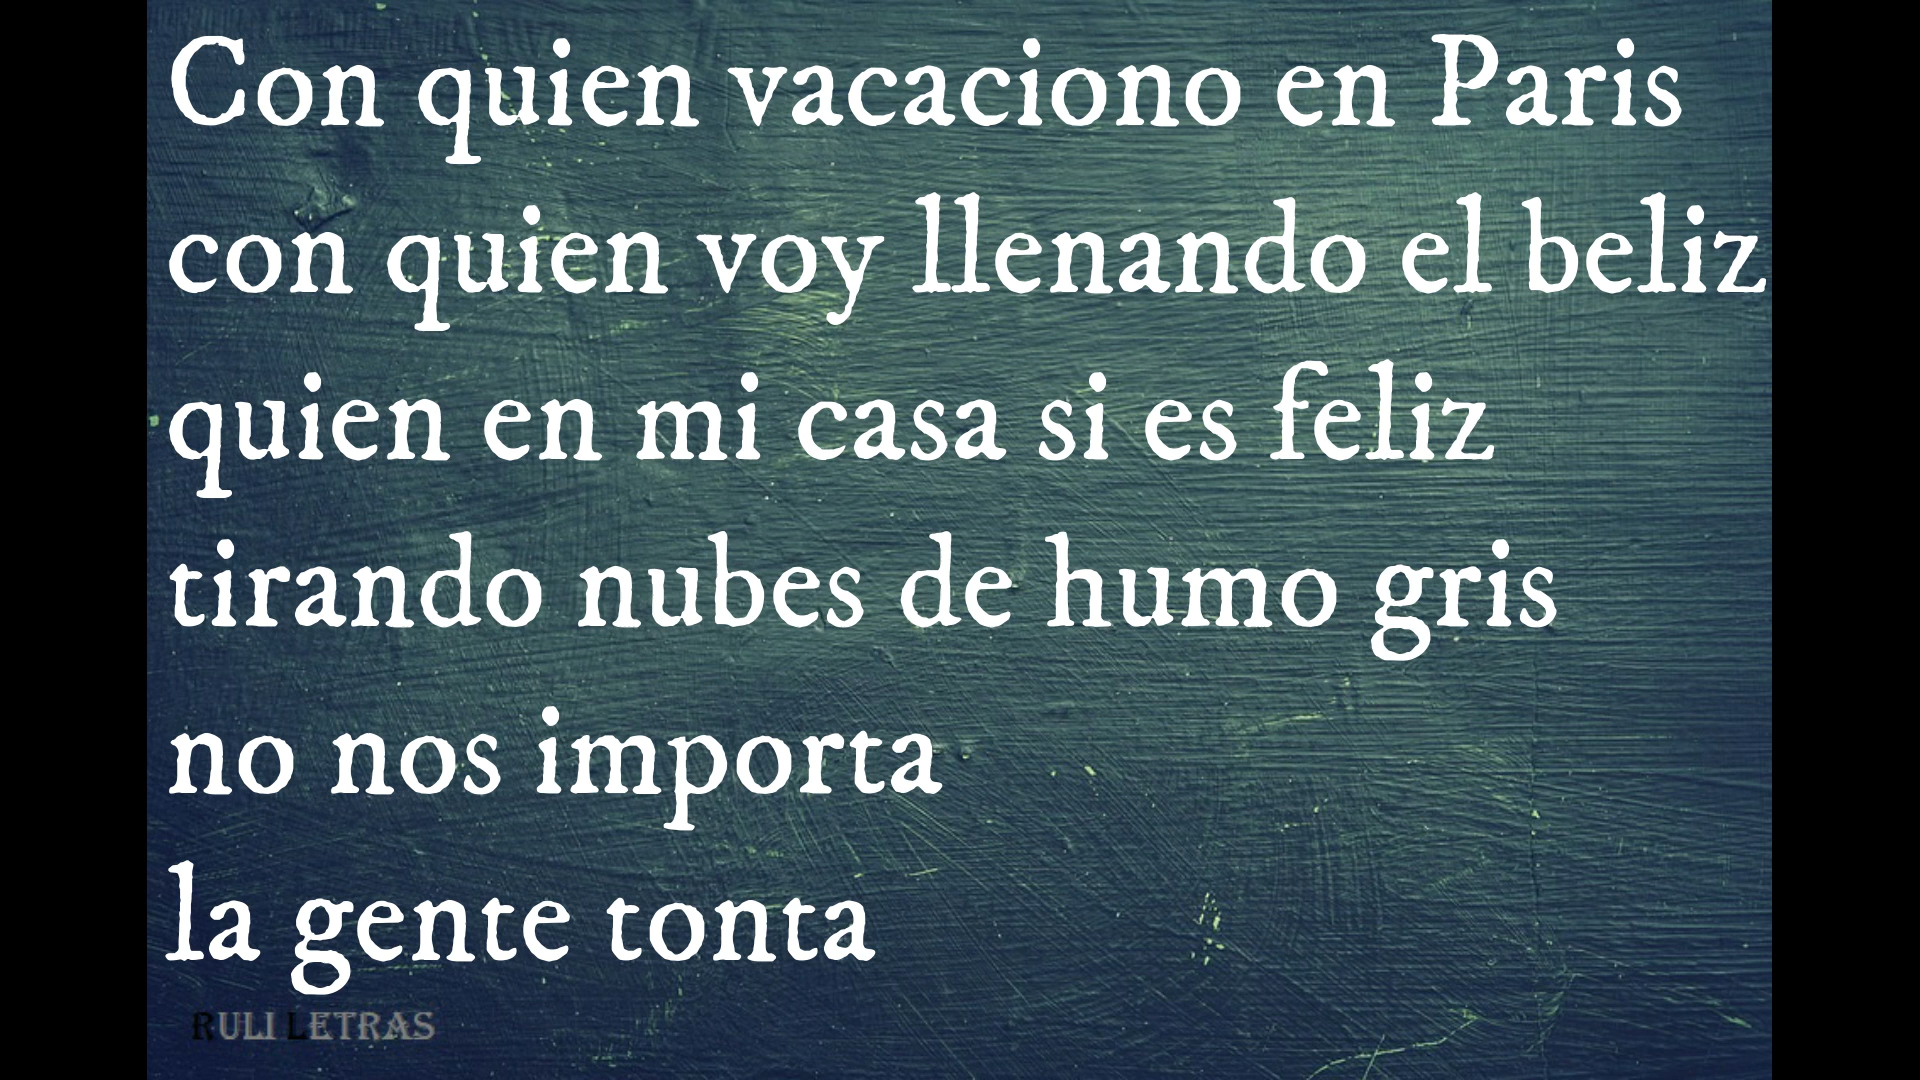 Con quien vacaciono en Paris
con quien voy llenando el beliz
quien en mi casa si es feliz
tirando nubes de humo gris
no nos importa
la gente tonta
RULI LETRAS